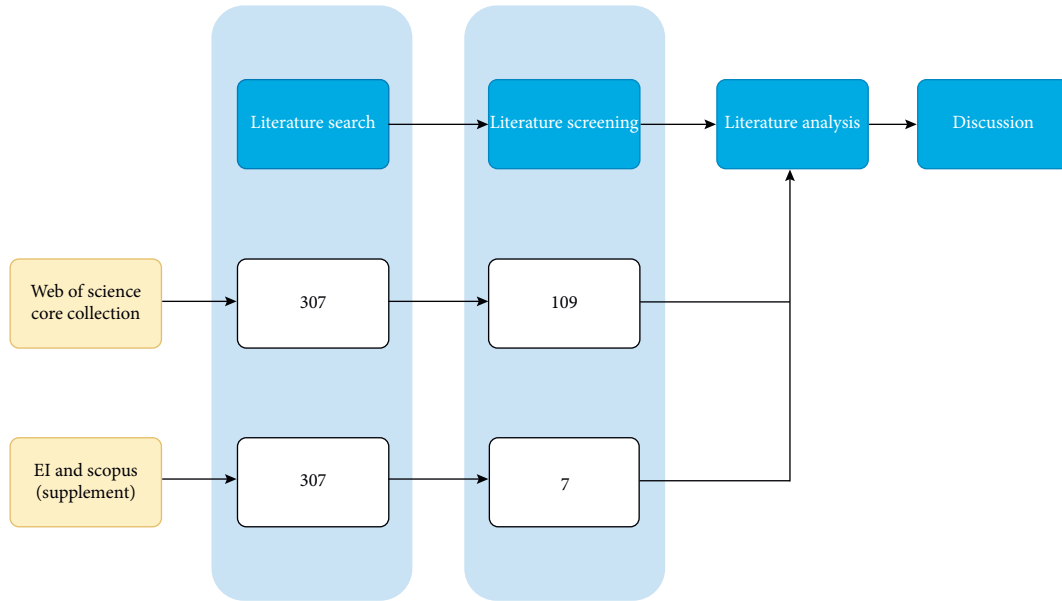 Literature search
Literature screening
Literature analysis
Discussion
Web of science
core collection
307
109
EI and scopus
(supplement)
307
7